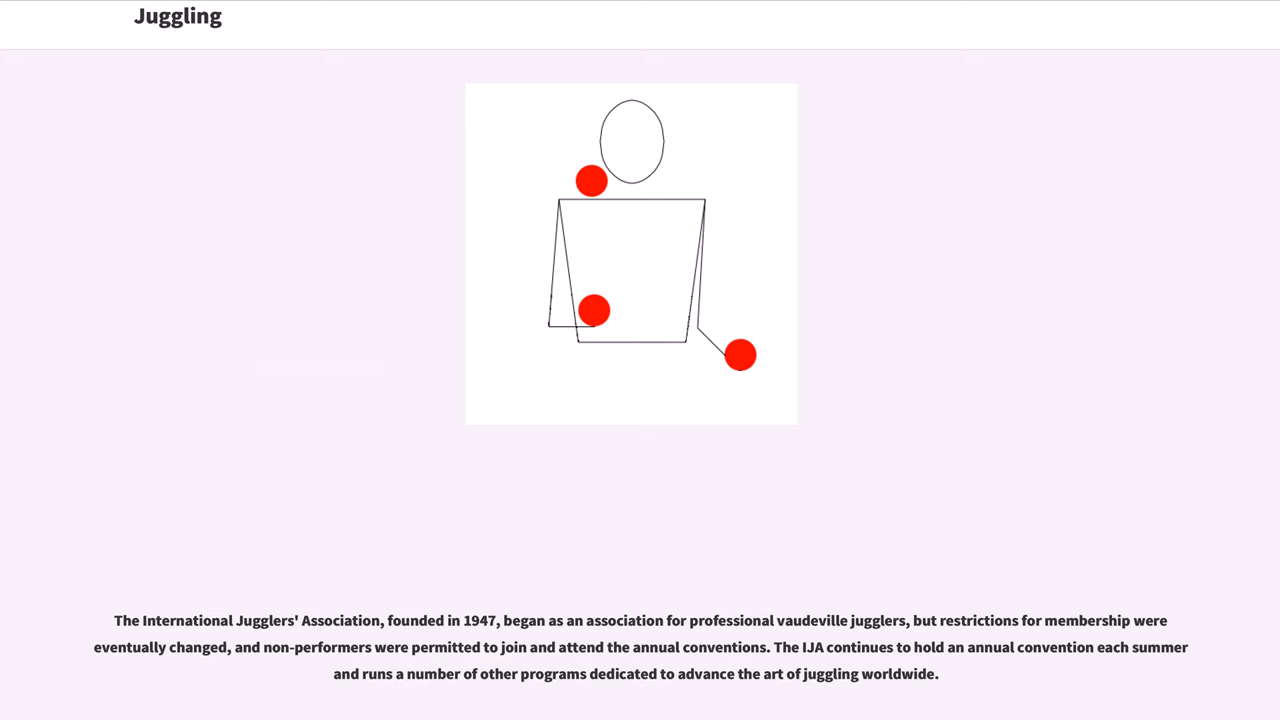 Juggling
The International Jugglers' Association, founded in 1947, began as an association for professional vaudeville jugglers, but restrictions for membership were
eventually changed, and non-performers were permitted to join and attend the annual conventions. The IJA continues to hold an annual convention each summer
and runs a number of other programs dedicated to advance the art of juggling worldwide.